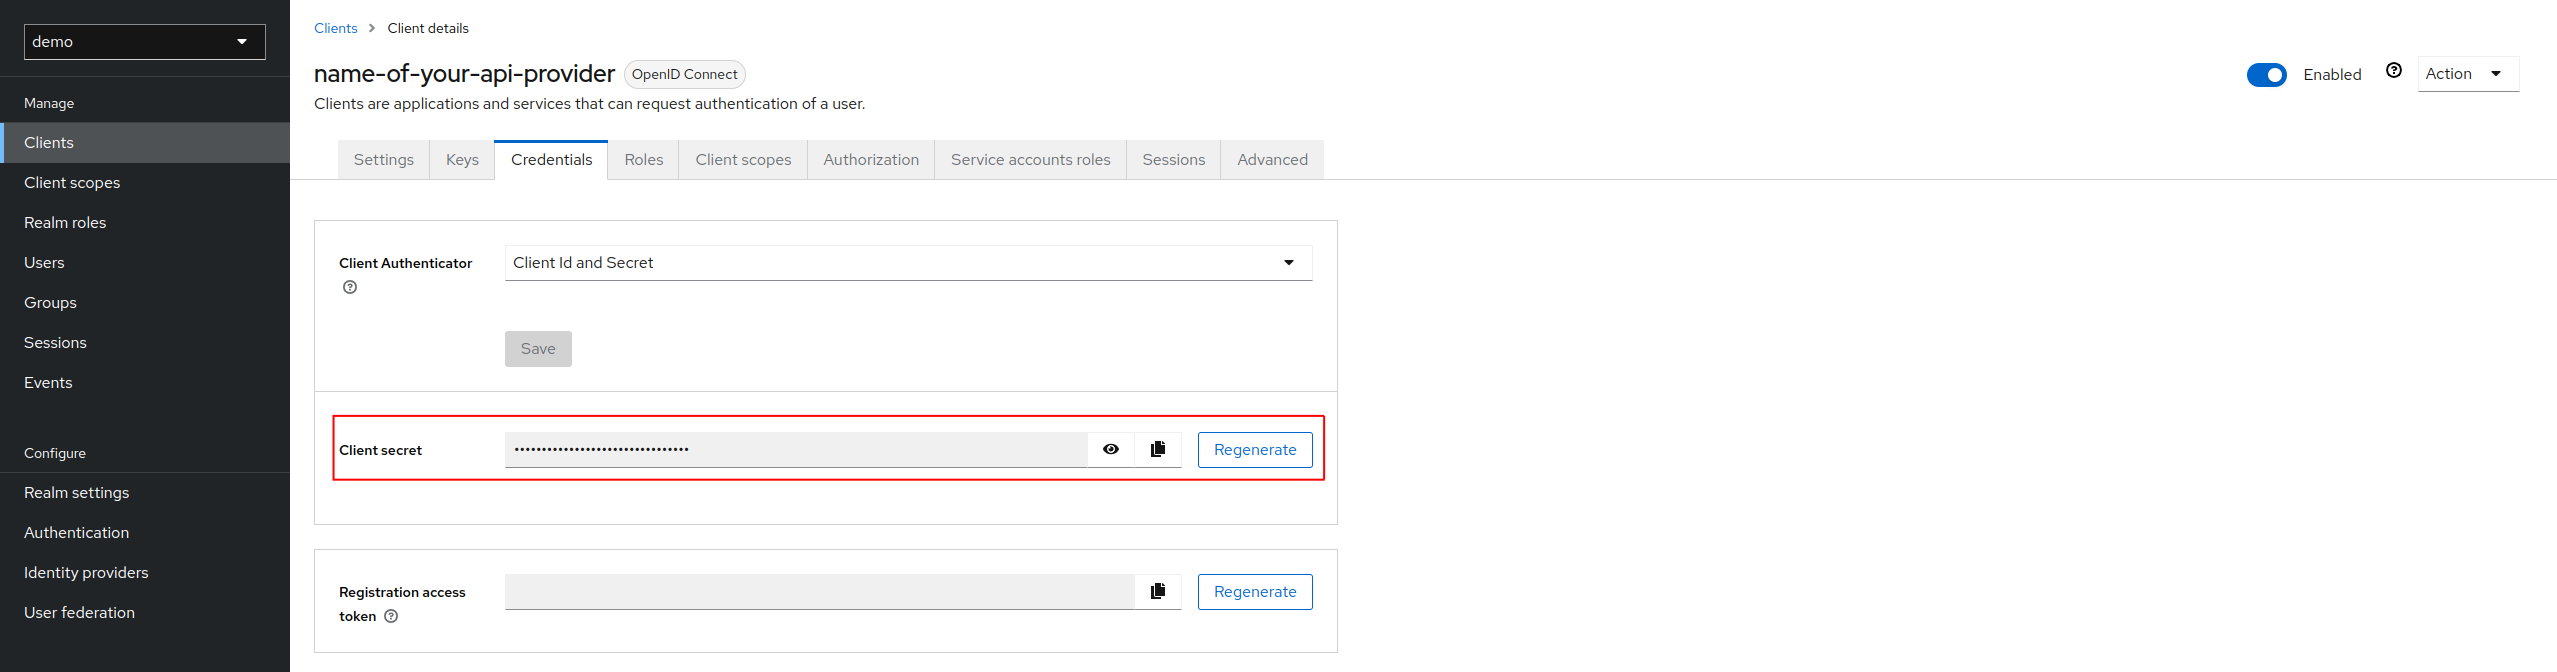 demo
Manage
Clients
Client scopes
Realm roles
Users
Groups
Sessions
Events
Configure
Realm settings
Authentication
Identity providers
User federation
Clients > Client details
name-of-your-api-provider OpenID Connect
Enabled Action
Clients are applications and services that can request authentication of a user.
Settings Keys Credentials Roles Client scopes Authorization Service accounts roles Sessions Advanced
Client Authenticator Client Id and Secret
Save
Client secret •••••••••••••••••••••••••••••••• Regenerate
Registration access Regenerate
token